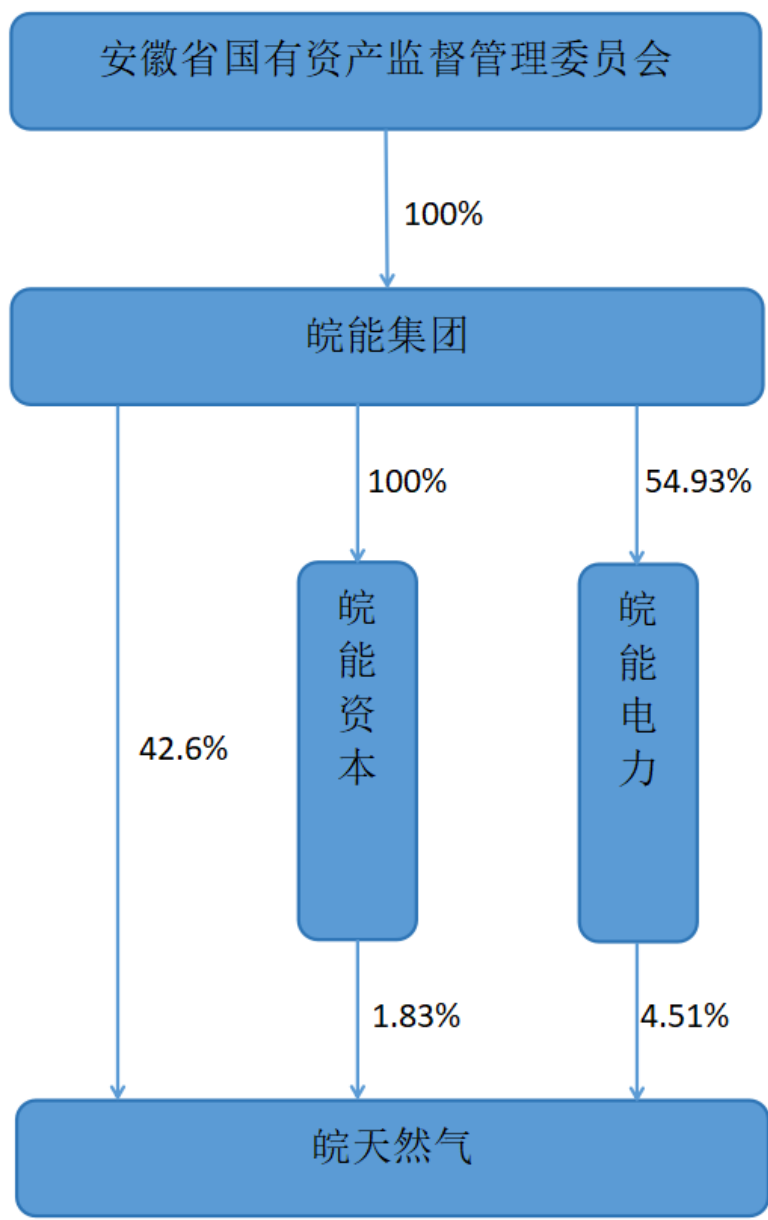 安徽省国有资产监督管理委员会
100%
皖能集团
100%
54.93%
皖能资本
皖能电力
42.6%
1.83%
4.51%
皖天然气